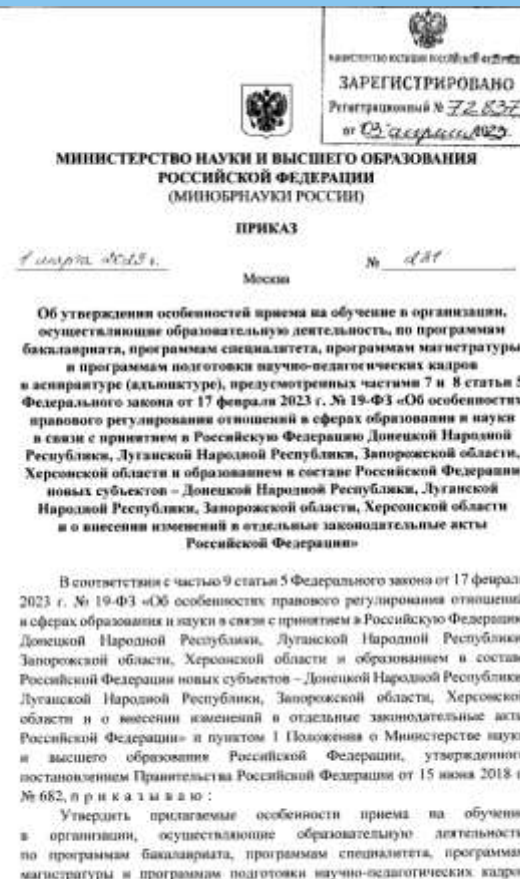 МИНИСТЕРСТВО ЮСТИЦИИ РОССИЙСКОЙ ФЕДЕРАЦИИ
ЗАРЕГИСТРИРОВАНО
Регистрационный № 72837
от 03 апреля 2023.
МИНИСТЕРСТВО НАУКИ И ВЫСШЕГО ОБРАЗОВАНИЯ
РОССИЙСКОЙ ФЕДЕРАЦИИ
(МИНОБРНАУКИ РОССИИ)
ПРИКАЗ
1 марта 2023 г. № 231
Москва
Об утверждении особенностей приема на обучение в организации,
осуществляющие образовательную деятельность, по программам
бакалавриата, программам специалитета, программам магистратуры
и программам подготовки научно-педагогических кадров
в аспирантуре (адъюнктуре), предусмотренных частями 7 и 8 статьи 5
Федерального закона от 17 февраля 2023 г. № 19-ФЗ «Об особенностях
правового регулирования отношений в сферах образования и науки
в связи с принятием в Российскую Федерацию Донецкой Народной
Республики, Луганской Народной Республики, Запорожской области,
Херсонской области и образованием в составе Российской Федерации
новых субъектов – Донецкой Народной Республики, Луганской
Народной Республики, Запорожской области, Херсонской области
и о внесении изменений в отдельные законодательные акты
Российской Федерации»
В соответствии с частью 9 статьи 5 Федерального закона от 17 феврал
2023 г. № 19-ФЗ «Об особенностях правового регулирования отношений
в сферах образования и науки в связи с принятием в Российскую Федерацию
Донецкой Народной Республики, Луганской Народной Республики
Запорожской области, Херсонской области и образованием в составе
Российской Федерации новых субъектов – Донецкой Народной Республики
Луганской Народной Республики, Запорожской области, Херсонской
области и о внесении изменений в отдельные законодательные акты
Российской Федерации» и пунктом 1 Положения о Министерстве науки
и высшего образования Российской Федерации, утвержденного
постановлением Правительства Российской Федерации от 15 июня 2018 г
№ 682, п р и к а з ы в а ю :
Утвердить прилагаемые особенности приема на обучение
в организации, осуществляющие образовательную деятельность
по программам бакалавриата, программам специалитета, программам
магистратуры и программам подготовки научно-педагогических кадров